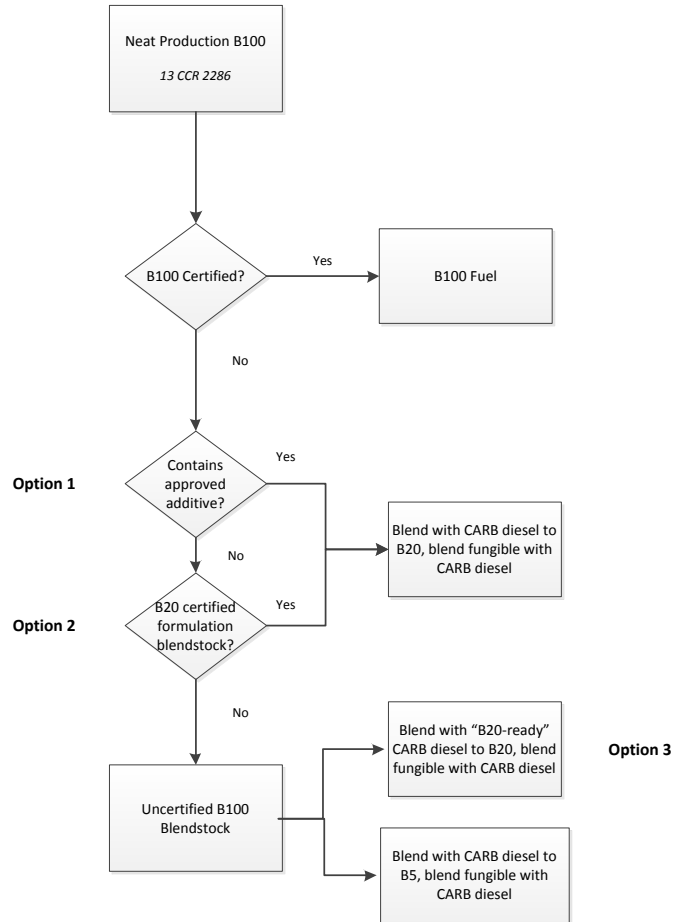 Neat Production B100
13 CCR 2286
B100 Certified?
Yes
B100 Fuel
No
Option 1
Contains
approved
additive?
Yes
Blend with CARB diesel to
B20, blend fungible with
CARB diesel
No
Option 2
B20 certified
formulation
blendstock?
Yes
No
Blend with “B20-ready”
CARB diesel to B20, blend
fungible with CARB diesel
Option 3
Uncertified B100
Blendstock
Blend with CARB diesel to
B5, blend fungible with
CARB diesel